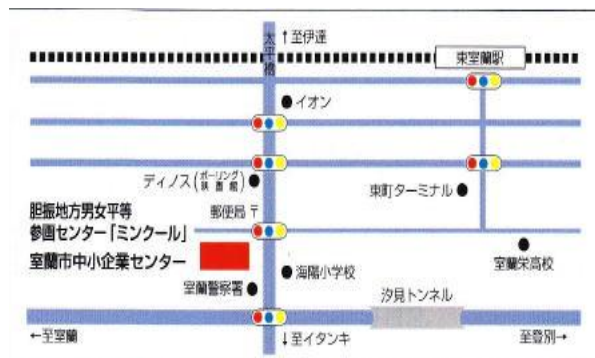 ↑至伊達
太平橋
東室蘭駅
イオン
ディノス(ボーリング 映画館)
東町ターミナル
郵便局 〒
胆振地方男女平等
参画センター「ミンクール」
室蘭市中小企業センター
室蘭栄高校
海陽小学校
室蘭警察署
汐見トンネル
←至室蘭
↓至イタンキ
至登別→